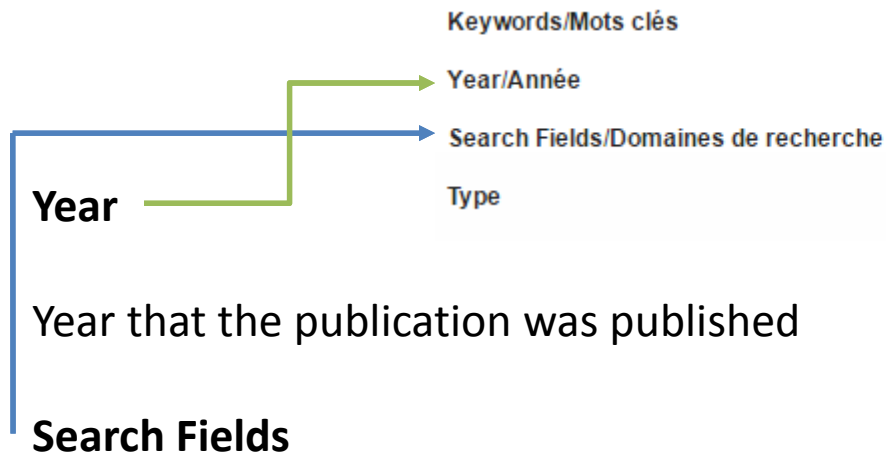 Keywords/Mots clés
Year/Année
Search Fields/Domaines de recherche
Type
Year
Year that the publication was published
Search Fields